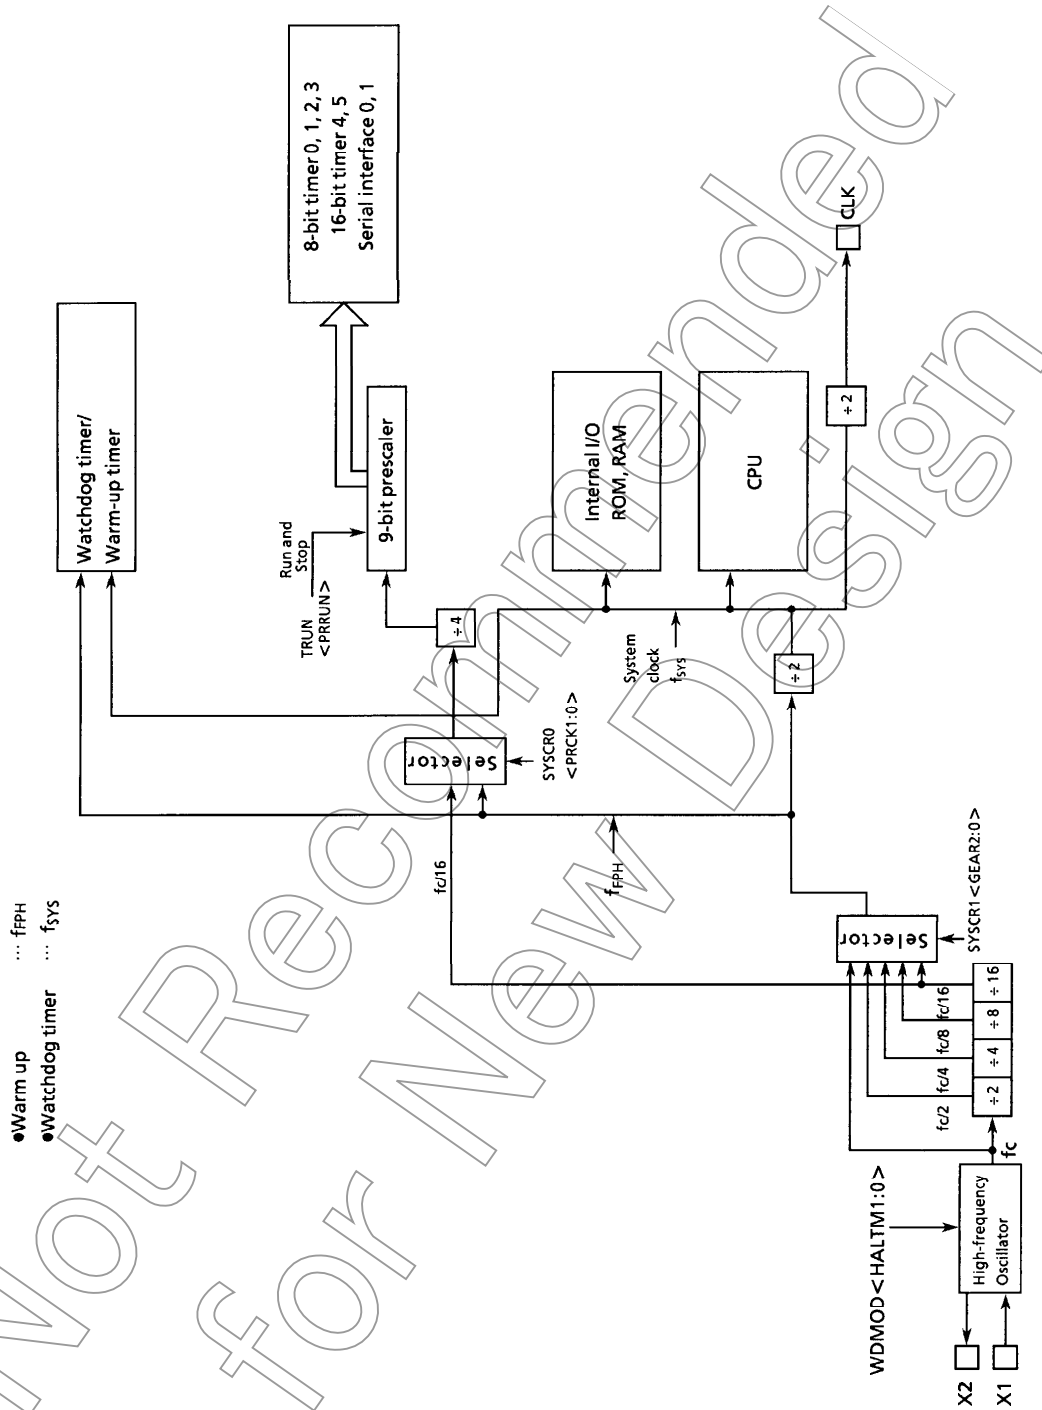 ●Warm up ··· fFPH
●Watchdog timer ··· fSYS
Watchdog timer/
Warm-up timer
8-bit timer 0, 1, 2, 3
16-bit timer 4, 5
Serial interface 0, 1
Run and
Stop
TRUN
<PRRUN>
9-bit prescaler
÷4
Selector
SYSCR0
<PRCK1:0>
fc/16
fFPH
Internal I/O
ROM, RAM
CPU
System
clock
fSYS
÷2
÷2
CLK
Selector
SYSCR1<GEAR2:0>
fc/2
fc/4
fc/8
fc/16
÷2
÷4
÷8
÷16
fc
WDMOD<HALTM1:0>
High-frequency
Oscillator
X2
X1
Not Recommended
for New Design